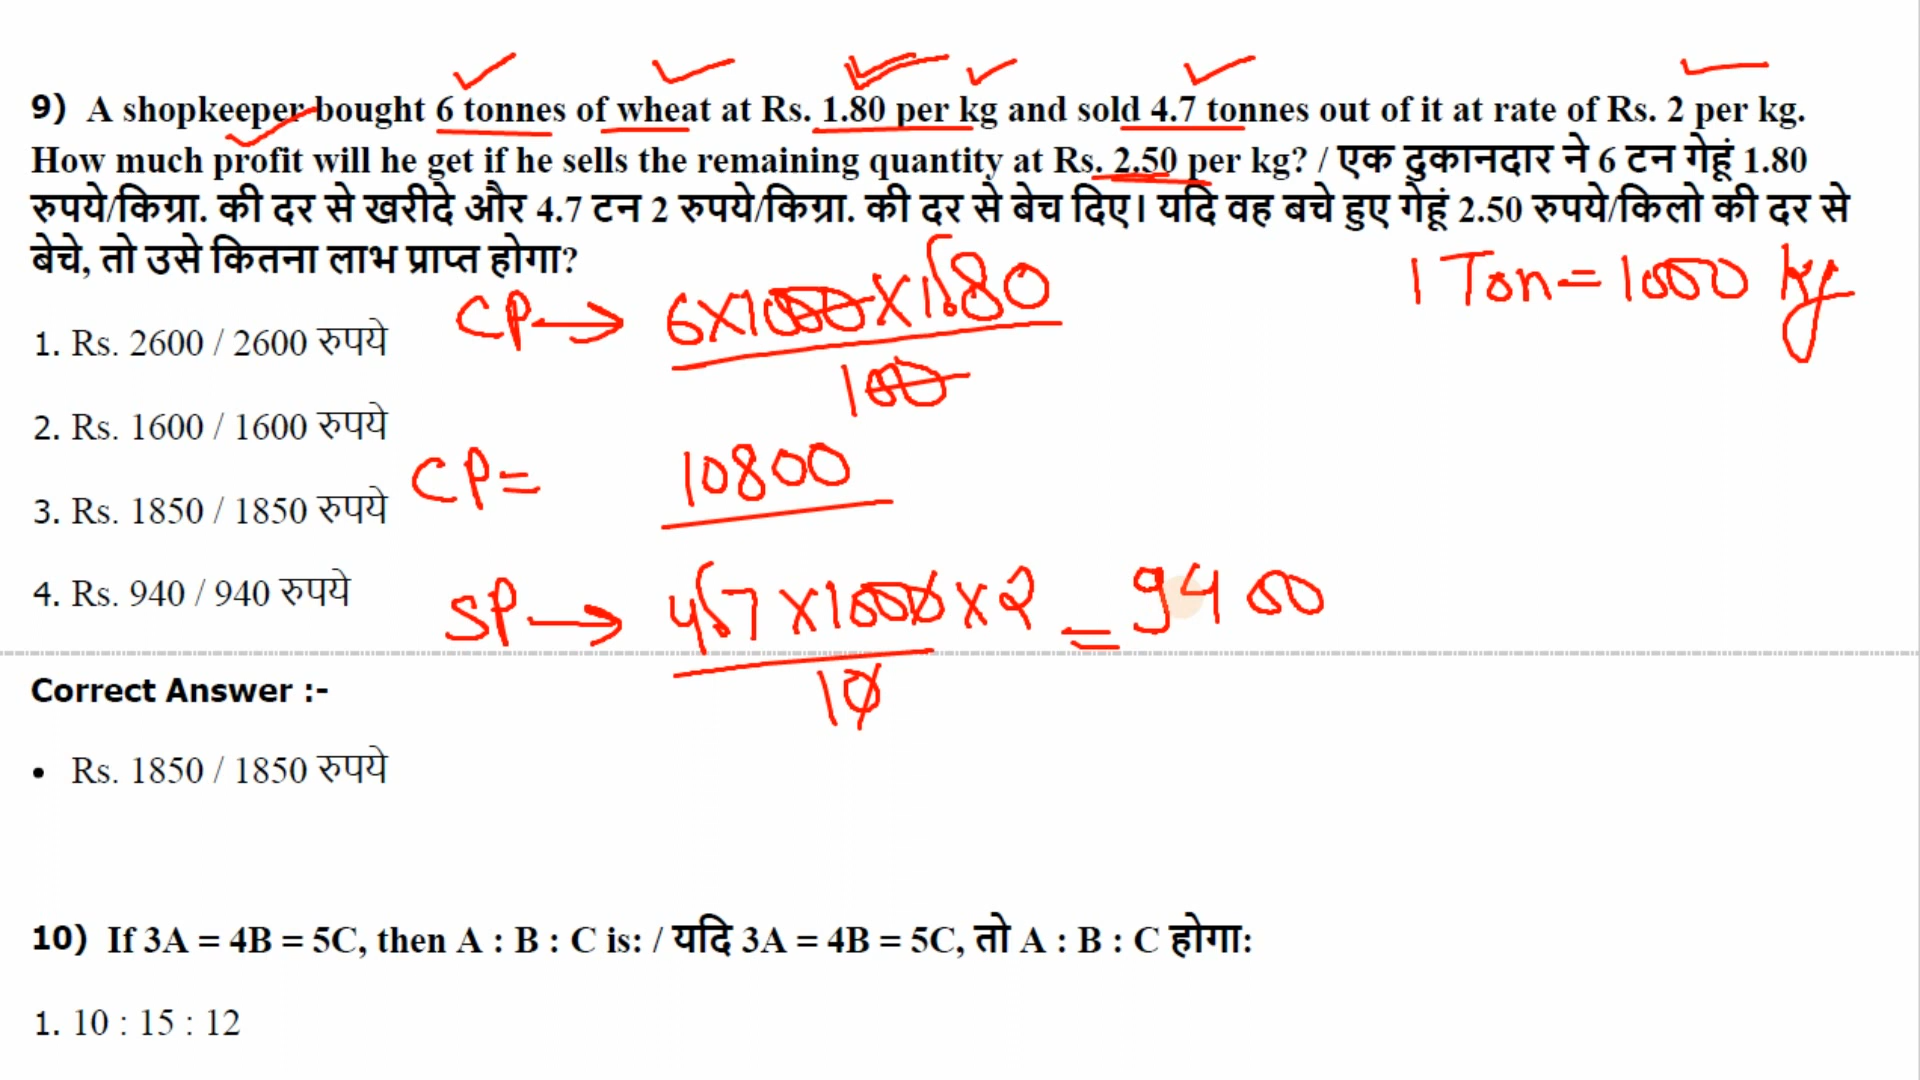 9) A shopkeeper bought 6 tonnes of wheat at Rs. 1.80 per kg and sold 4.7 tonnes out of it at rate of Rs. 2 per kg.
How much profit will he get if he sells the remaining quantity at Rs. 2.50 per kg? / एक दुकानदार ने 6 टन गेहूं 1.80
रुपये/किग्रा. की दर से खरीदे और 4.7 टन 2 रुपये/किग्रा. की दर से बेच दिए। यदि वह बचे हुए गेहूं 2.50 रुपये/किलो की दर से
बेचे, तो उसे कितना लाभ प्राप्त होगा?
1 Ton = 1000 kg
CP → 6×1000×1.80
100
1. Rs. 2600 / 2600 रुपये
2. Rs. 1600 / 1600 रुपये
CP = 10800
3. Rs. 1850 / 1850 रुपये
4. Rs. 940 / 940 रुपये
SP → 4.7 ×1000 ×2 = 9400
10
Correct Answer :-
• Rs. 1850 / 1850 रुपये
10) If 3A = 4B = 5C, then A : B : C is: / यदि 3A = 4B = 5C, तो A : B : C होगा:
1. 10 : 15 : 12